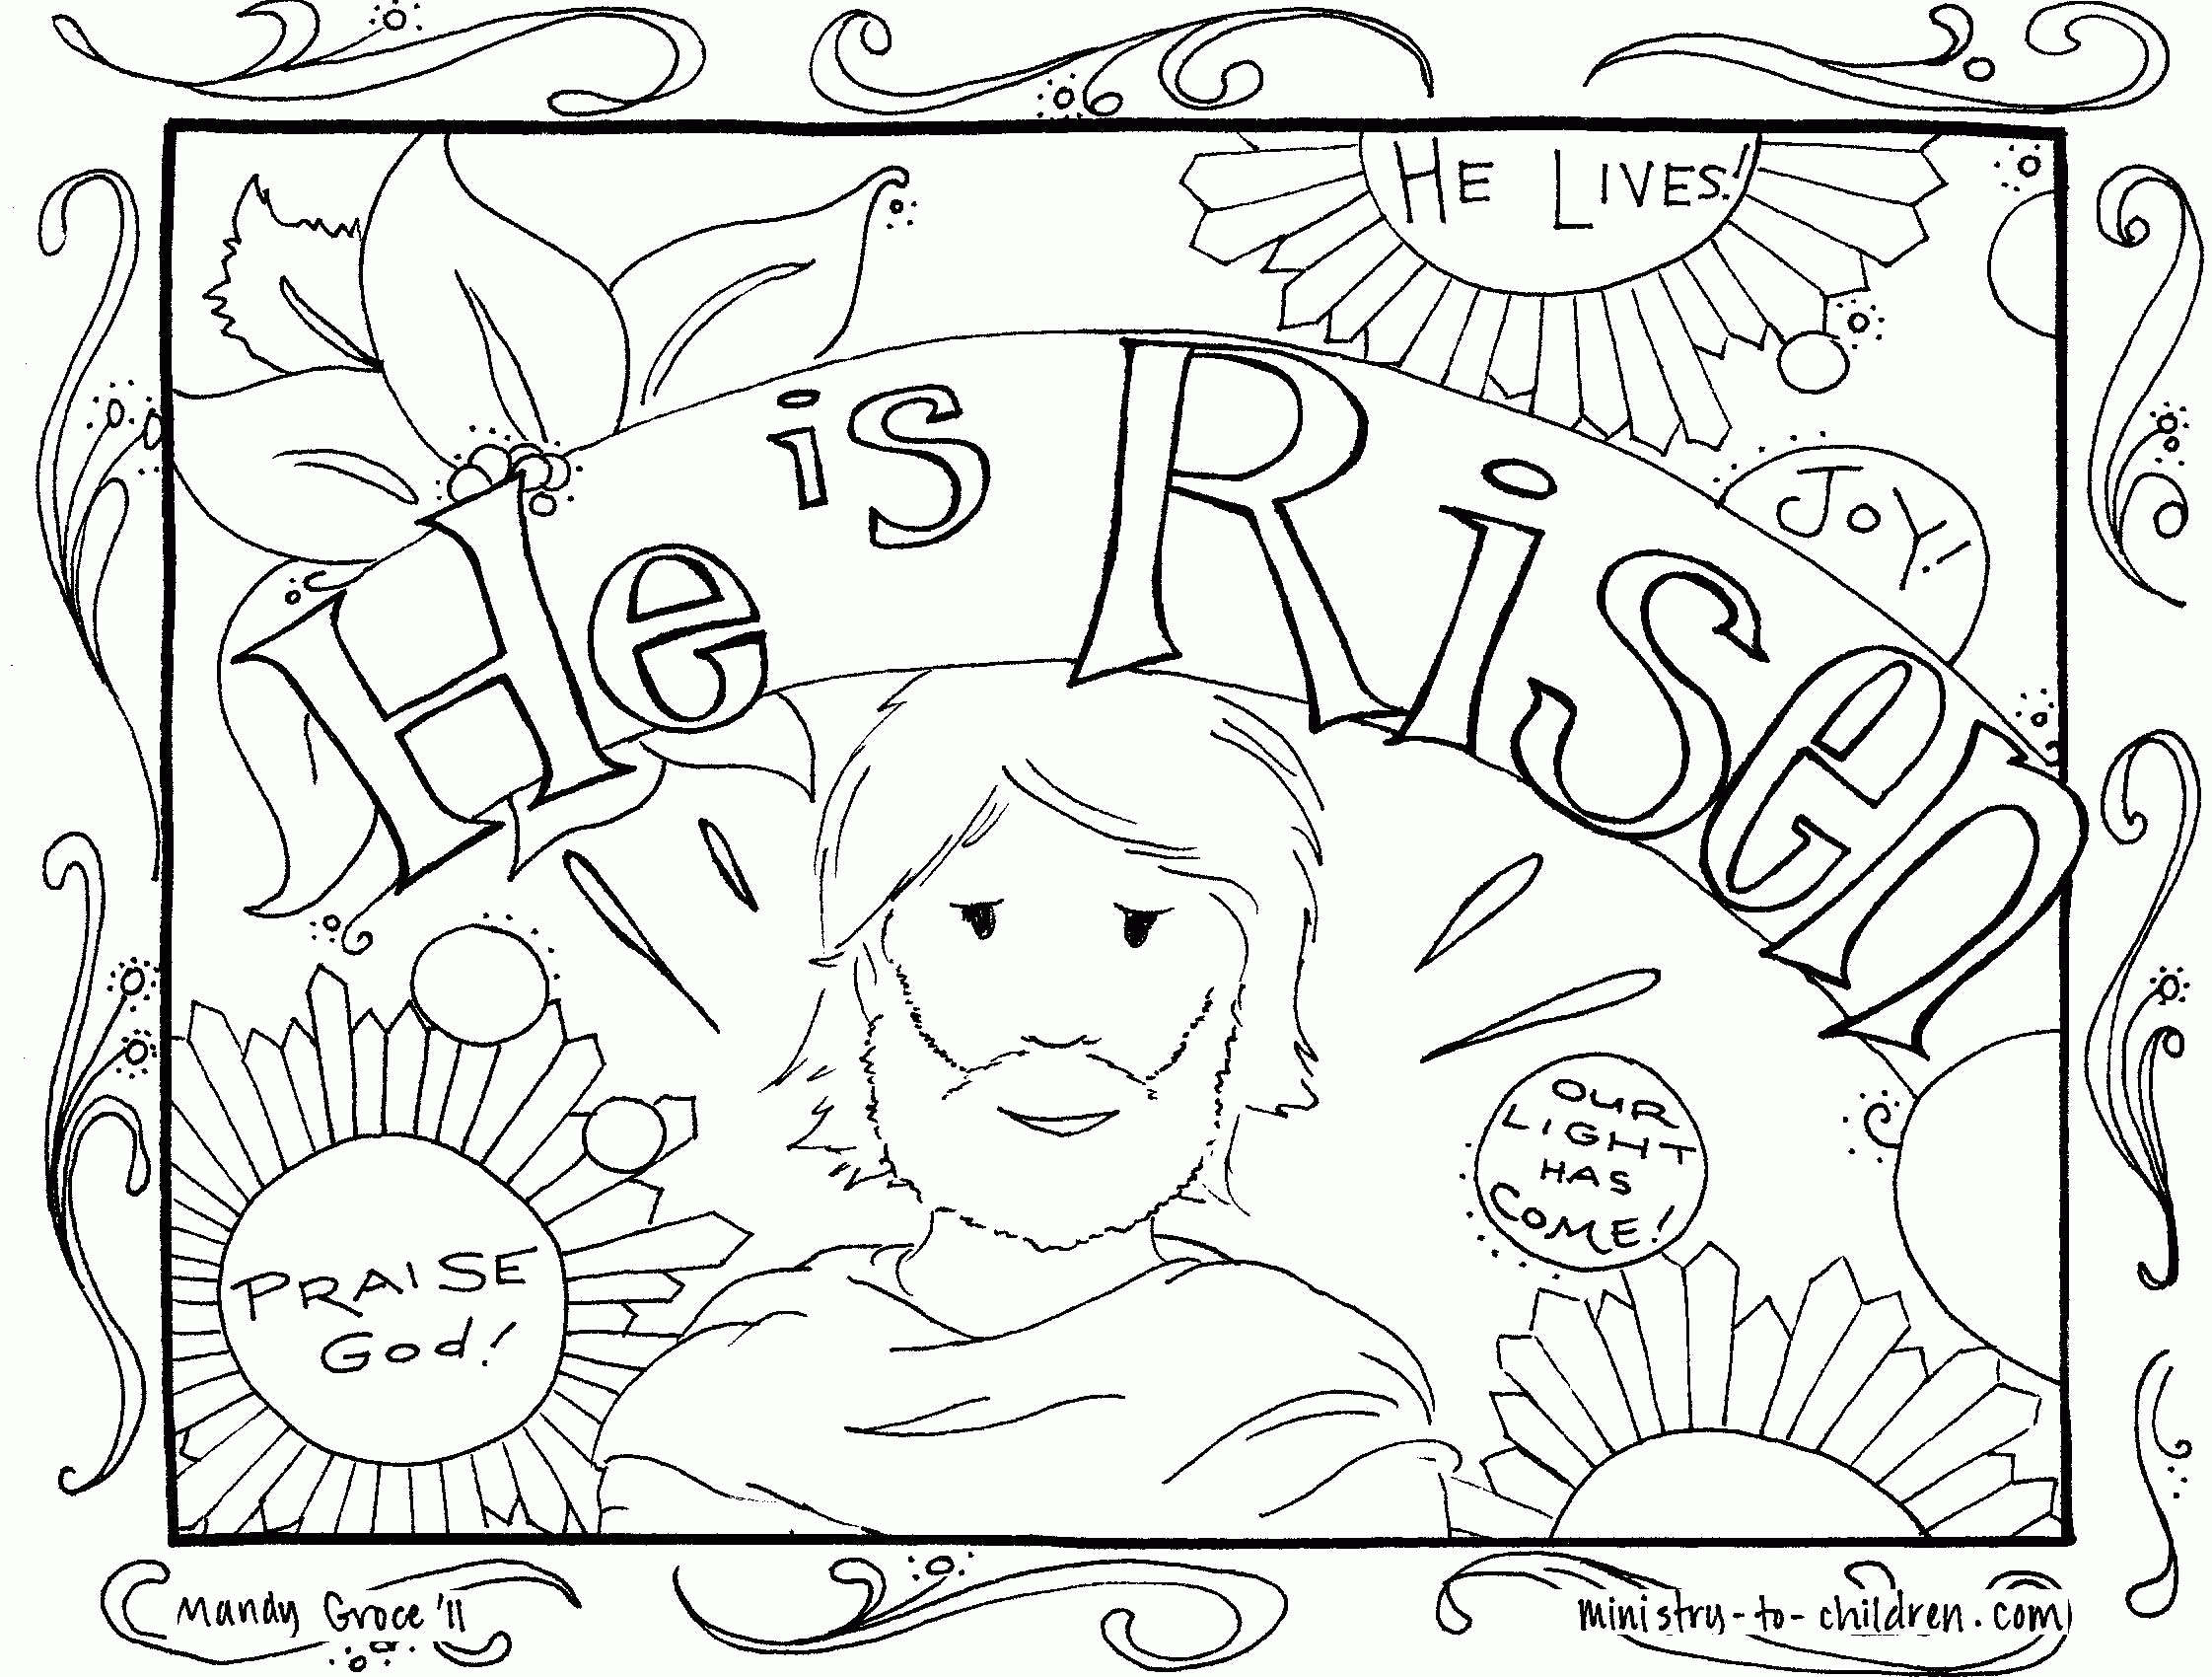 He Lives!
He is Risen
Joy!
Our
Light
has
Come!
Praise
God!
Mandy Groce '11
ministry-to-children.com